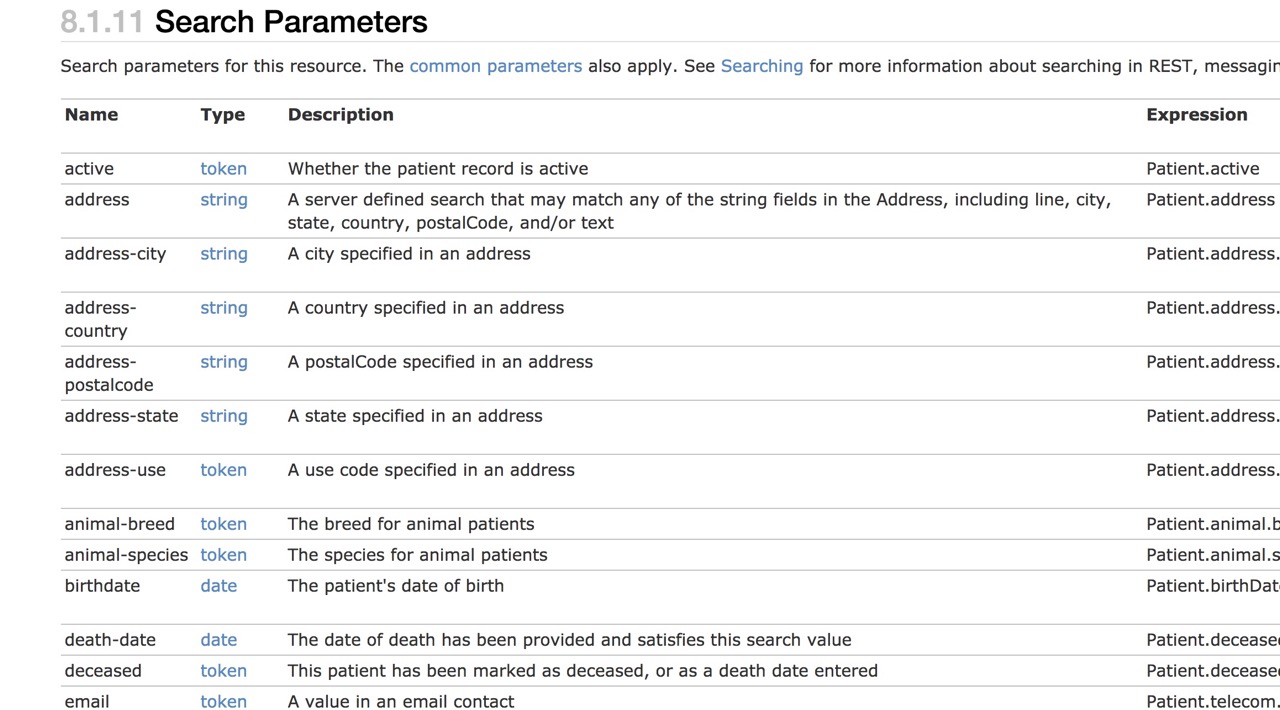 8.1.11 Search Parameters
Search parameters for this resource. The common parameters also apply. See Searching for more information about searching in REST, messagin
Name Type Description Expression
active token Whether the patient record is active Patient.active
address string A server defined search that may match any of the string fields in the Address, including line, city, Patient.address
state, country, postalCode, and/or text
address-city string A city specified in an address Patient.address.
address- string A country specified in an address Patient.address.
country
address- string A postalCode specified in an address Patient.address.
postalcode
address-state string A state specified in an address Patient.address.
address-use token A use code specified in an address Patient.address.
animal-breed token The breed for animal patients Patient.animal.b
animal-species token The species for animal patients Patient.animal.s
birthdate date The patient's date of birth Patient.birthDat
death-date date The date of death has been provided and satisfies this search value Patient.decease
deceased token This patient has been marked as deceased, or as a death date entered Patient.decease
email token A value in an email contact Patient.telecom.